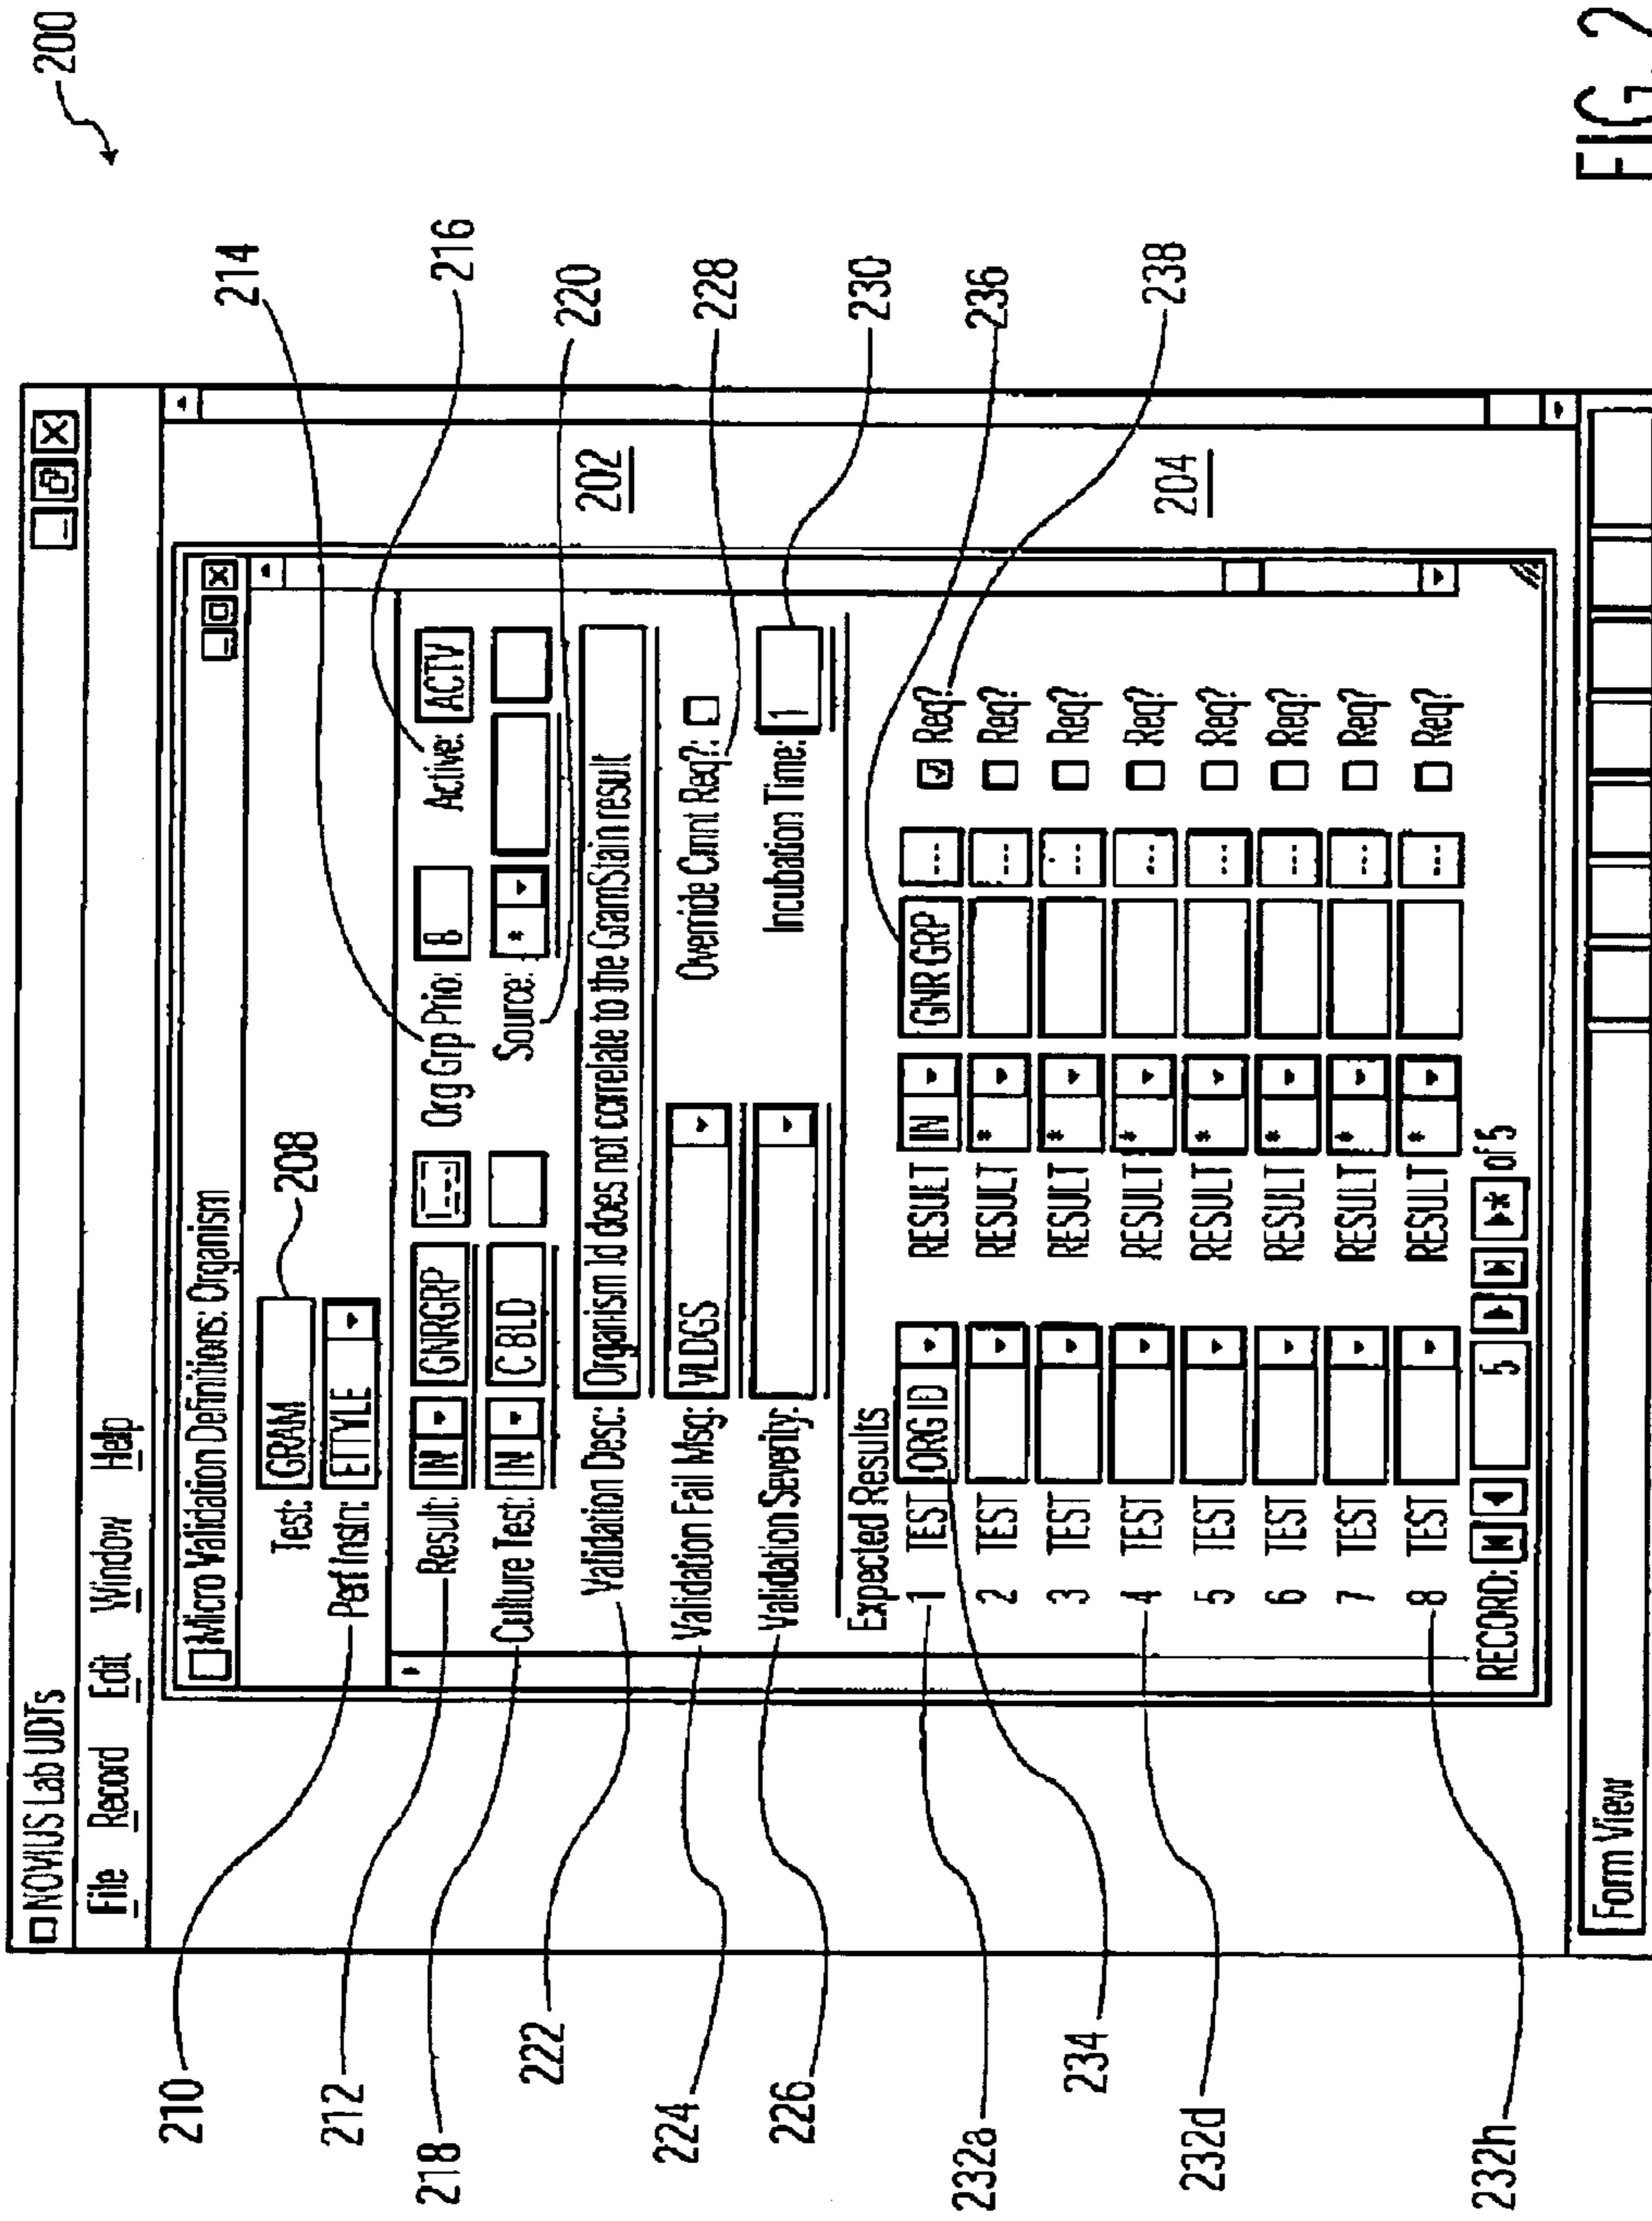 200
NOVIUS Lab UDTs
File Record Edit Window Help
Micro Validation Definitions: Organism
Test: GRAM
208
210
Perf Instn: ETTYLE
212
Result: IN GNRGRP ...
Org Grp Prio: 8
214
Active: ACTV
216
218
Culture Test: IN C BLD
Source: *
220
222
Validation Desc: Organism Id does not correlate to the GramStain result
202
224
Validation Fail Msg: VLDGS
Override Cmnt Req?:
228
226
Validation Severity:
Incubation Time: 1
230
Expected Results
232a
1 TEST ORG ID RESULT IN GNR GRP ... Req?
234
236
238
2 TEST RESULT * ... Req?
3 TEST RESULT * ... Req?
232d
4 TEST RESULT * ... Req?
204
5 TEST RESULT * ... Req?
6 TEST RESULT * ... Req?
7 TEST RESULT * ... Req?
232h
8 TEST RESULT * ... Req?
RECORD: 5 of 5
Form View
FIG. 2